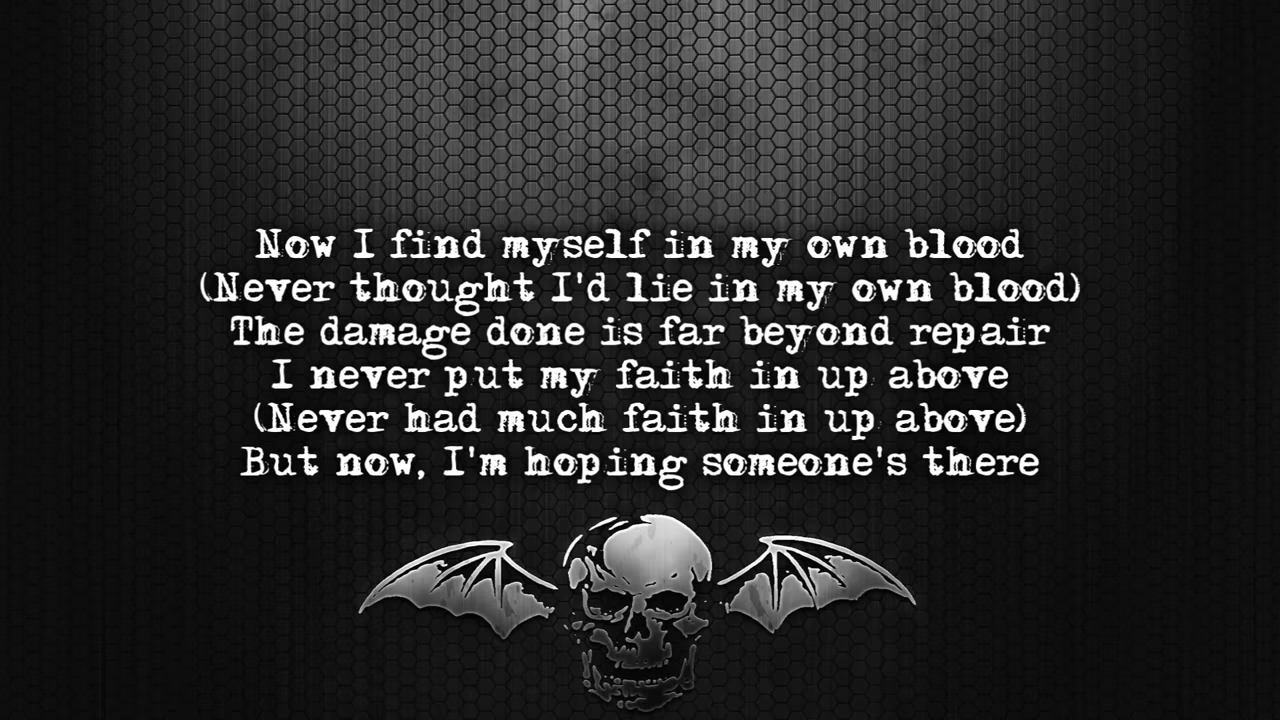 Now I find myself in my own blood
(Never thought I'd lie in my own blood)
The damage done is far beyond repair
I never put my faith in up above
(Never had much faith in up above)
But now, I'm hoping someone's there